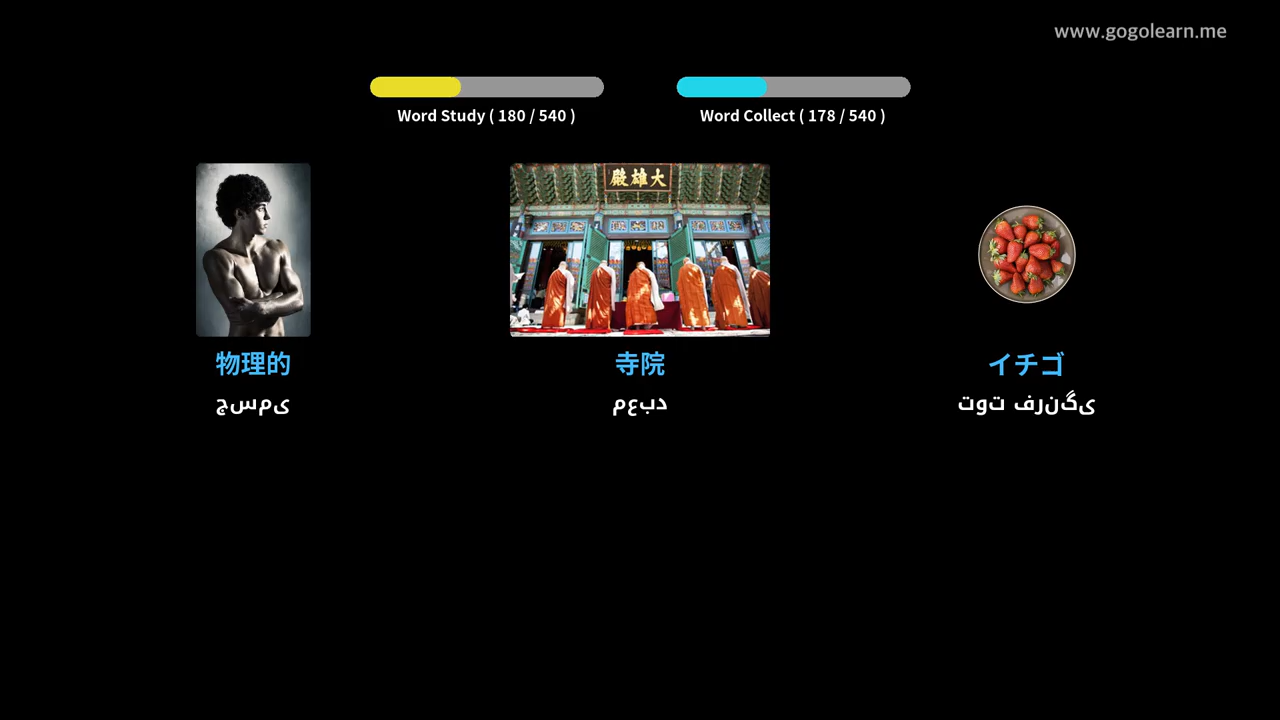 www.gogolearn.me
Word Study ( 180 / 540 )
Word Collect ( 178 / 540 )
大雄殿
物理的
جسمی
寺院
معبد
イチゴ
توت فرنگی